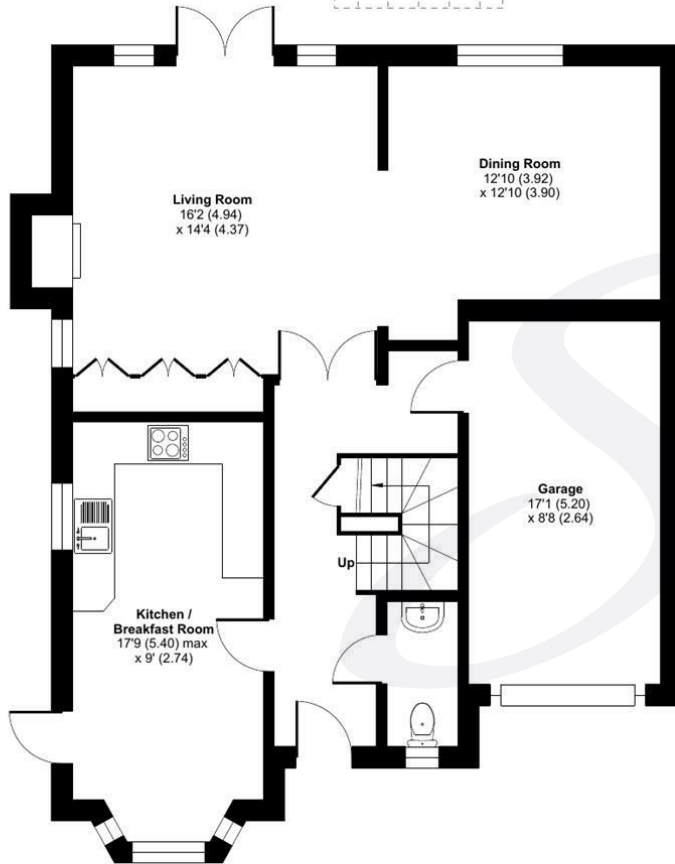 Living Room
16'2 (4.94)
x 14'4 (4.37)
Dining Room
12'10 (3.92)
x 12'10 (3.90)
Garage
17'1 (5.20)
x 8'8 (2.64)
Up
Kitchen /
Breakfast Room
17'9 (5.40) max
x 9' (2.74)